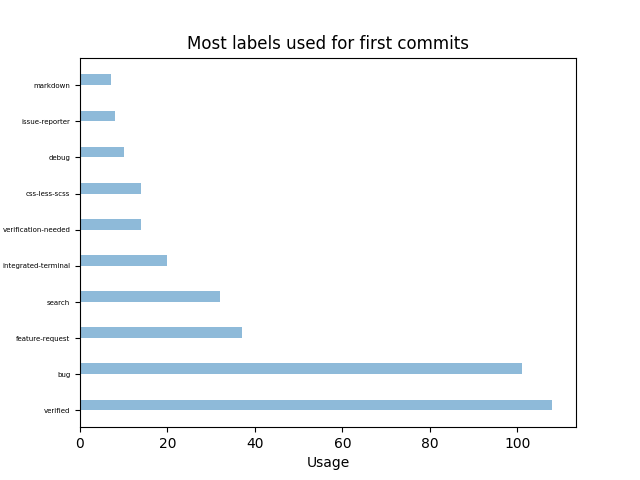 Most labels used for first commits
markdown
issue-reporter
debug
css-less-scss
verification-needed
integrated-terminal
search
feature-request
bug
verified
0 20 40 60 80 100
Usage